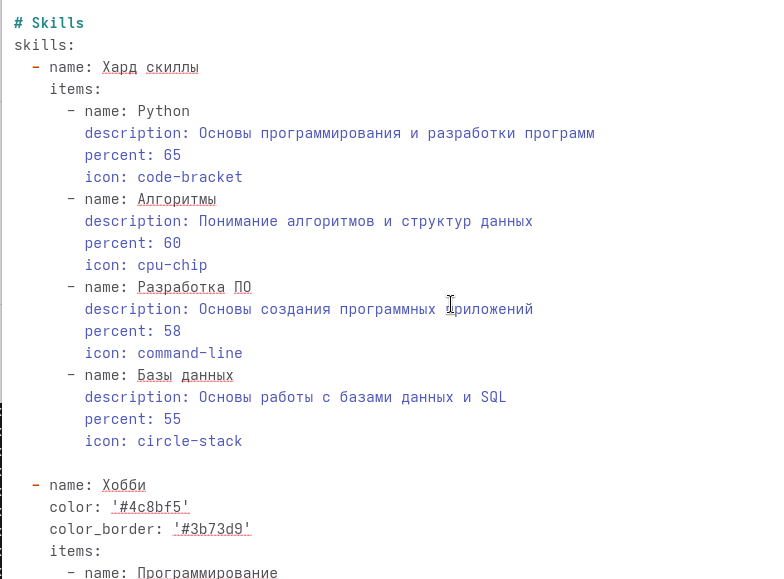 # Skills
skills:
  - name: Хард скиллы
    items:
      - name: Python
        description: Основы программирования и разработки программ
        percent: 65
        icon: code-bracket
      - name: Алгоритмы
        description: Понимание алгоритмов и структур данных
        percent: 60
        icon: cpu-chip
      - name: Разработка ПО
        description: Основы создания программных приложений
        percent: 58
        icon: command-line
      - name: Базы данных
        description: Основы работы с базами данных и SQL
        percent: 55
        icon: circle-stack

  - name: Хобби
    color: '#4c8bf5'
    color_border: '#3b73d9'
    items:
      - name: Программирование